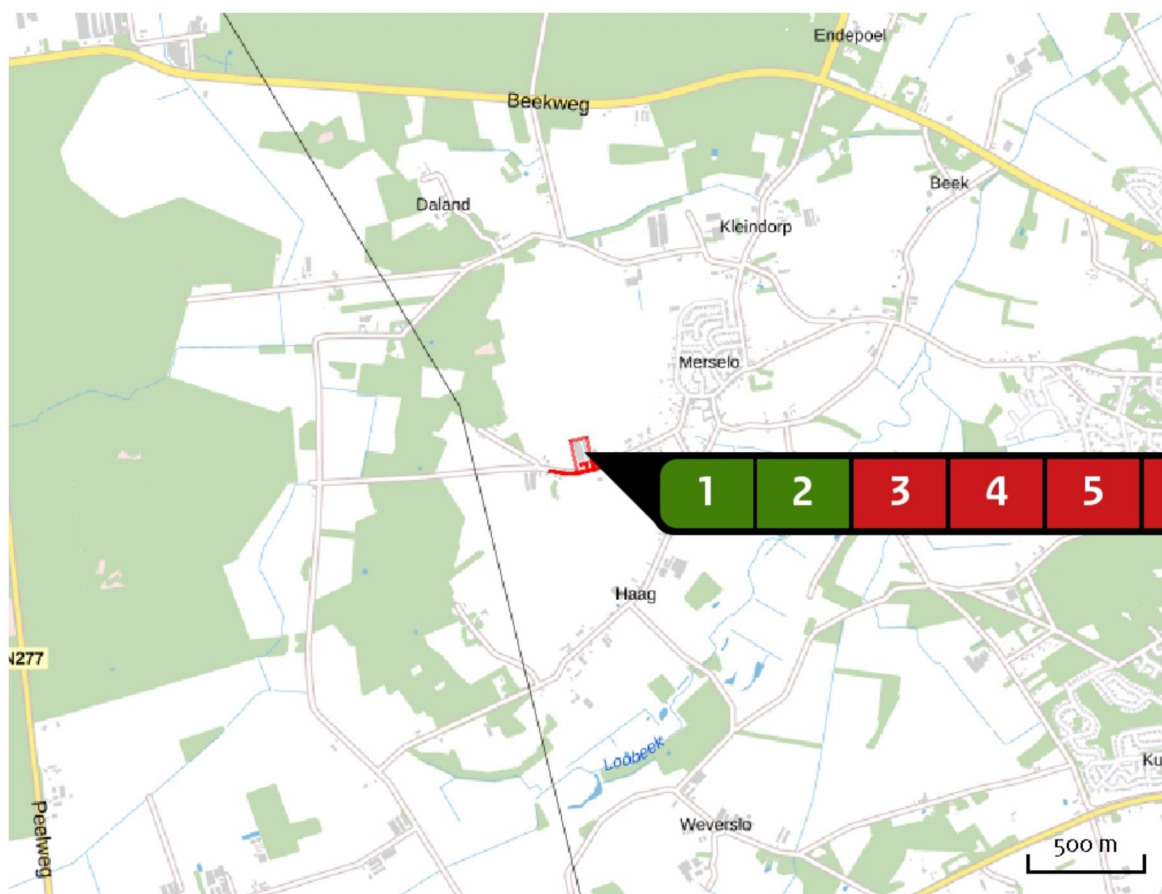 Endepoel
Beekweg
Beek
Daland
Kleindorp
Merselo
1 2 3 4 5
Haag
N277
Loobeek
Ku
Peelweg
Weverslo
500 m